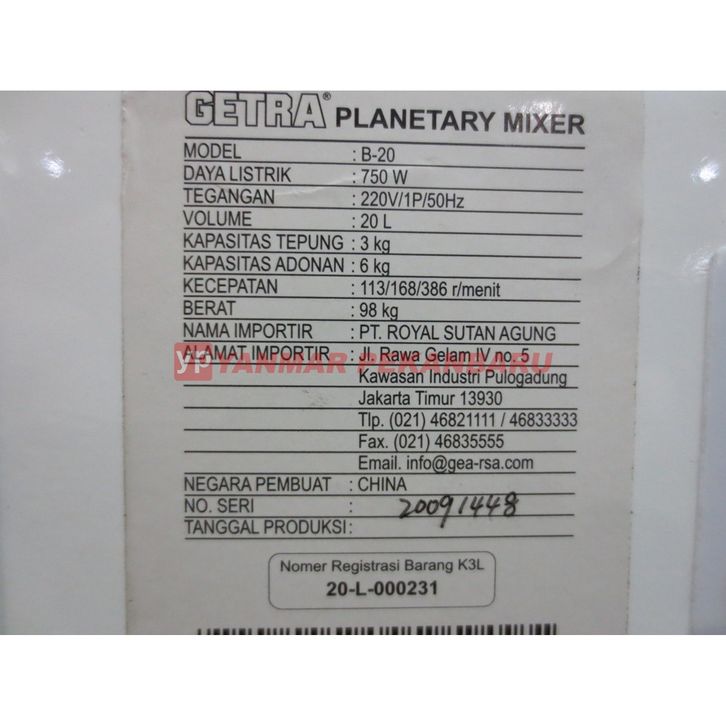 GETRA® PLANETARY MIXER
MODEL : B-20
DAYA LISTRIK : 750 W
TEGANGAN : 220V/1P/50Hz
VOLUME : 20 L
KAPASITAS TEPUNG : 3 kg
KAPASITAS ADONAN : 6 kg
KECEPATAN : 113/168/386 r/menit
BERAT : 98 kg
NAMA IMPORTIR : PT. ROYAL SUTAN AGUNG
ALAMAT IMPORTIR : Jl. Rawa Gelam IV no. 5
yp YANMAR PEKANBARU
Kawasan Industri Pulogadung
Jakarta Timur 13930
Tlp. (021) 46821111 / 46833333
Fax. (021) 46835555
Email. info@gea-rsa.com
NEGARA PEMBUAT : CHINA
NO. SERI : 20091448
TANGGAL PRODUKSI :
Nomer Registrasi Barang K3L
20-L-000231